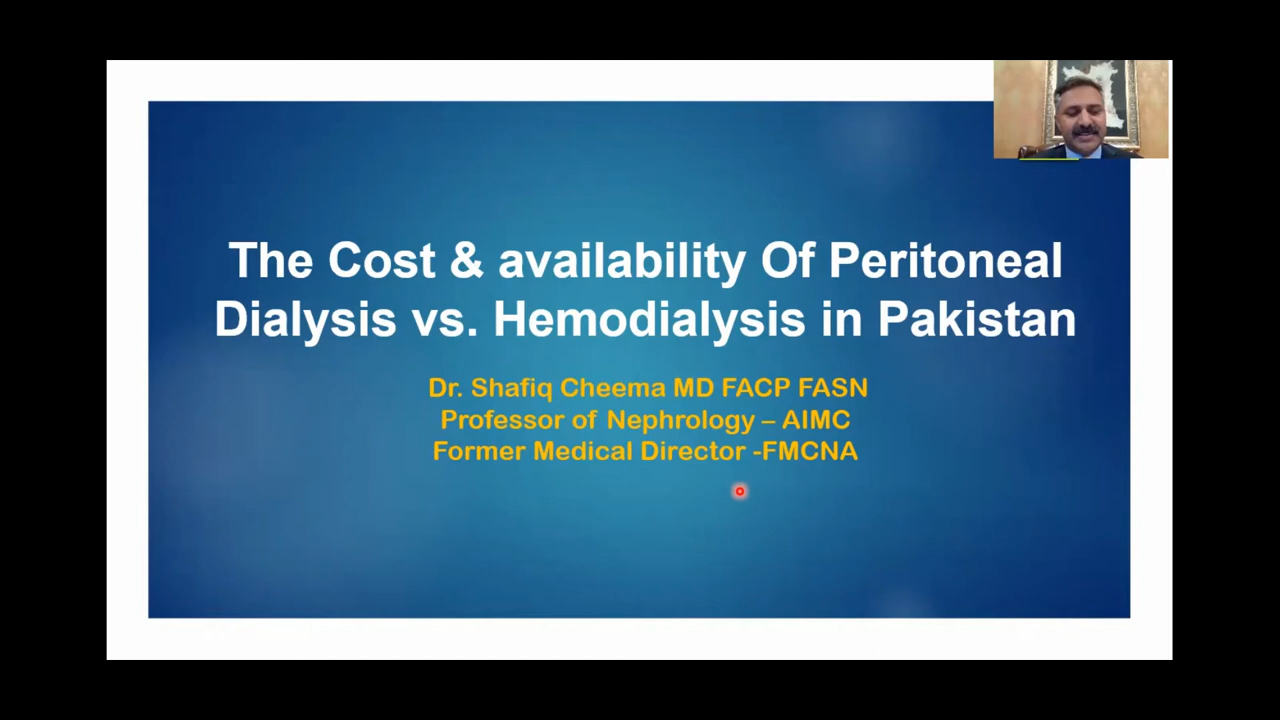 The Cost & availability Of Peritoneal
Dialysis vs. Hemodialysis in Pakistan
Dr. Shafiq Cheema MD FACP FASN
Professor of Nephrology – AIMC
Former Medical Director -FMCNA